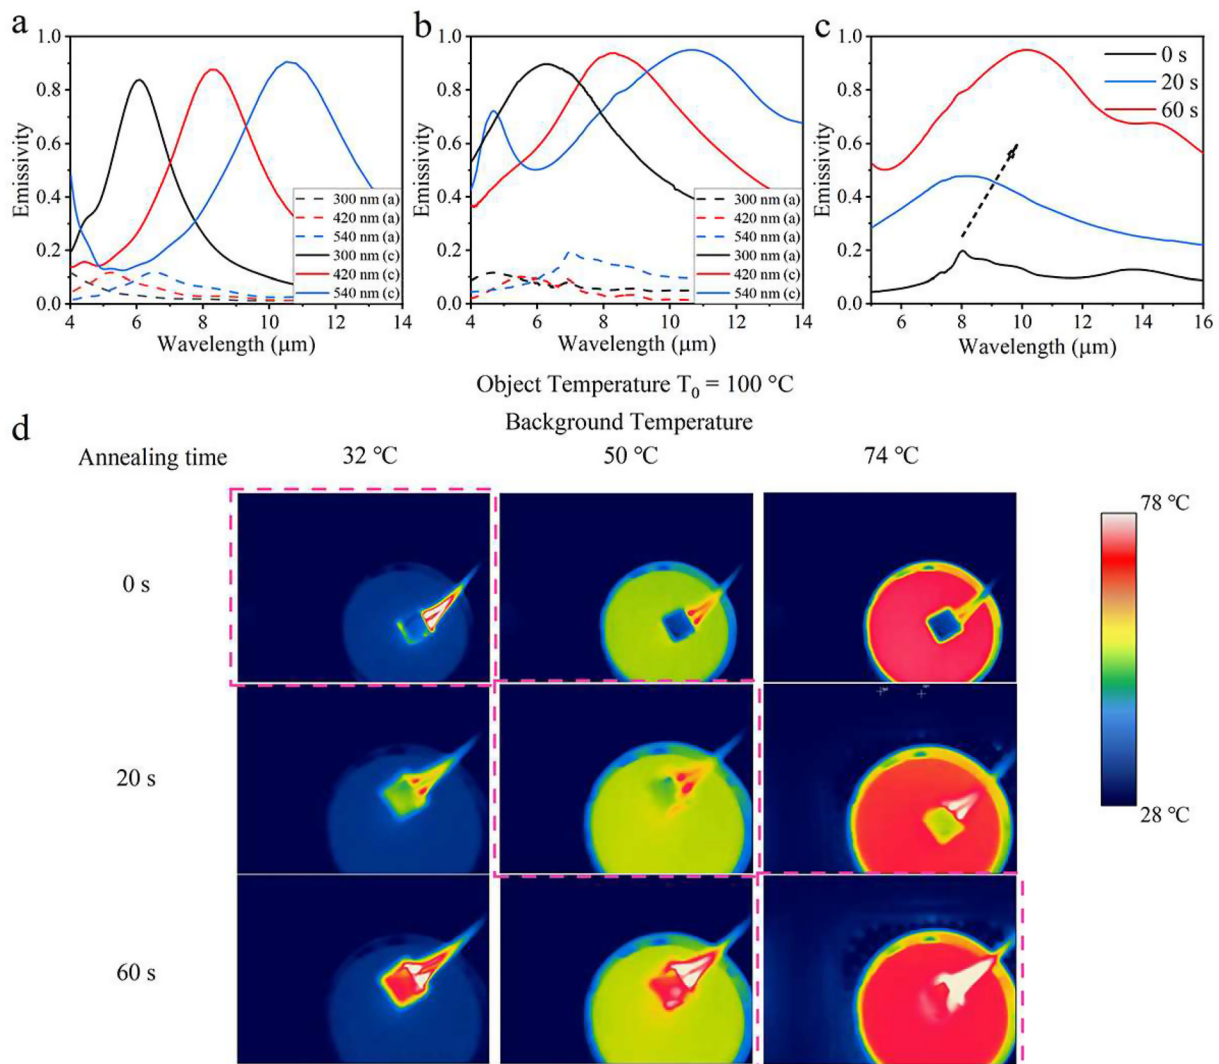 a
1.0
0.8
0.6
0.4
0.2
0.0
Emissivity
4 6 8 10 12 14
Wavelength (μm)
300 nm (a)
420 nm (a)
540 nm (a)
300 nm (c)
420 nm (c)
540 nm (c)
b
1.0
0.8
0.6
0.4
0.2
0.0
Emissivity
4 6 8 10 12 14
Wavelength (μm)
300 nm (a)
420 nm (a)
540 nm (a)
300 nm (c)
420 nm (c)
540 nm (c)
c
1.0
0.8
0.6
0.4
0.2
0.0
Emissivity
6 8 10 12 14 16
Wavelength (μm)
0 s
20 s
60 s
Object Temperature T₀ = 100 °C
d
Background Temperature
Annealing time 32 °C 50 °C 74 °C
0 s
20 s
60 s
78 °C
28 °C